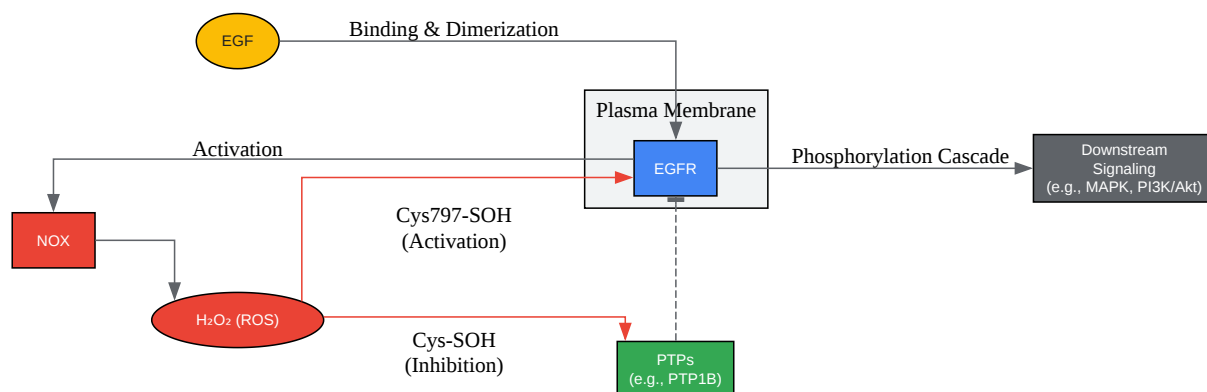 EGF
Binding & Dimerization
Plasma Membrane
Activation
EGFR
Phosphorylation Cascade
Downstream
Signaling
(e.g., MAPK, PI3K/Akt)
Cys797-SOH
(Activation)
NOX
H₂O₂ (ROS)
Cys-SOH
(Inhibition)
PTPs
(e.g., PTP1B)